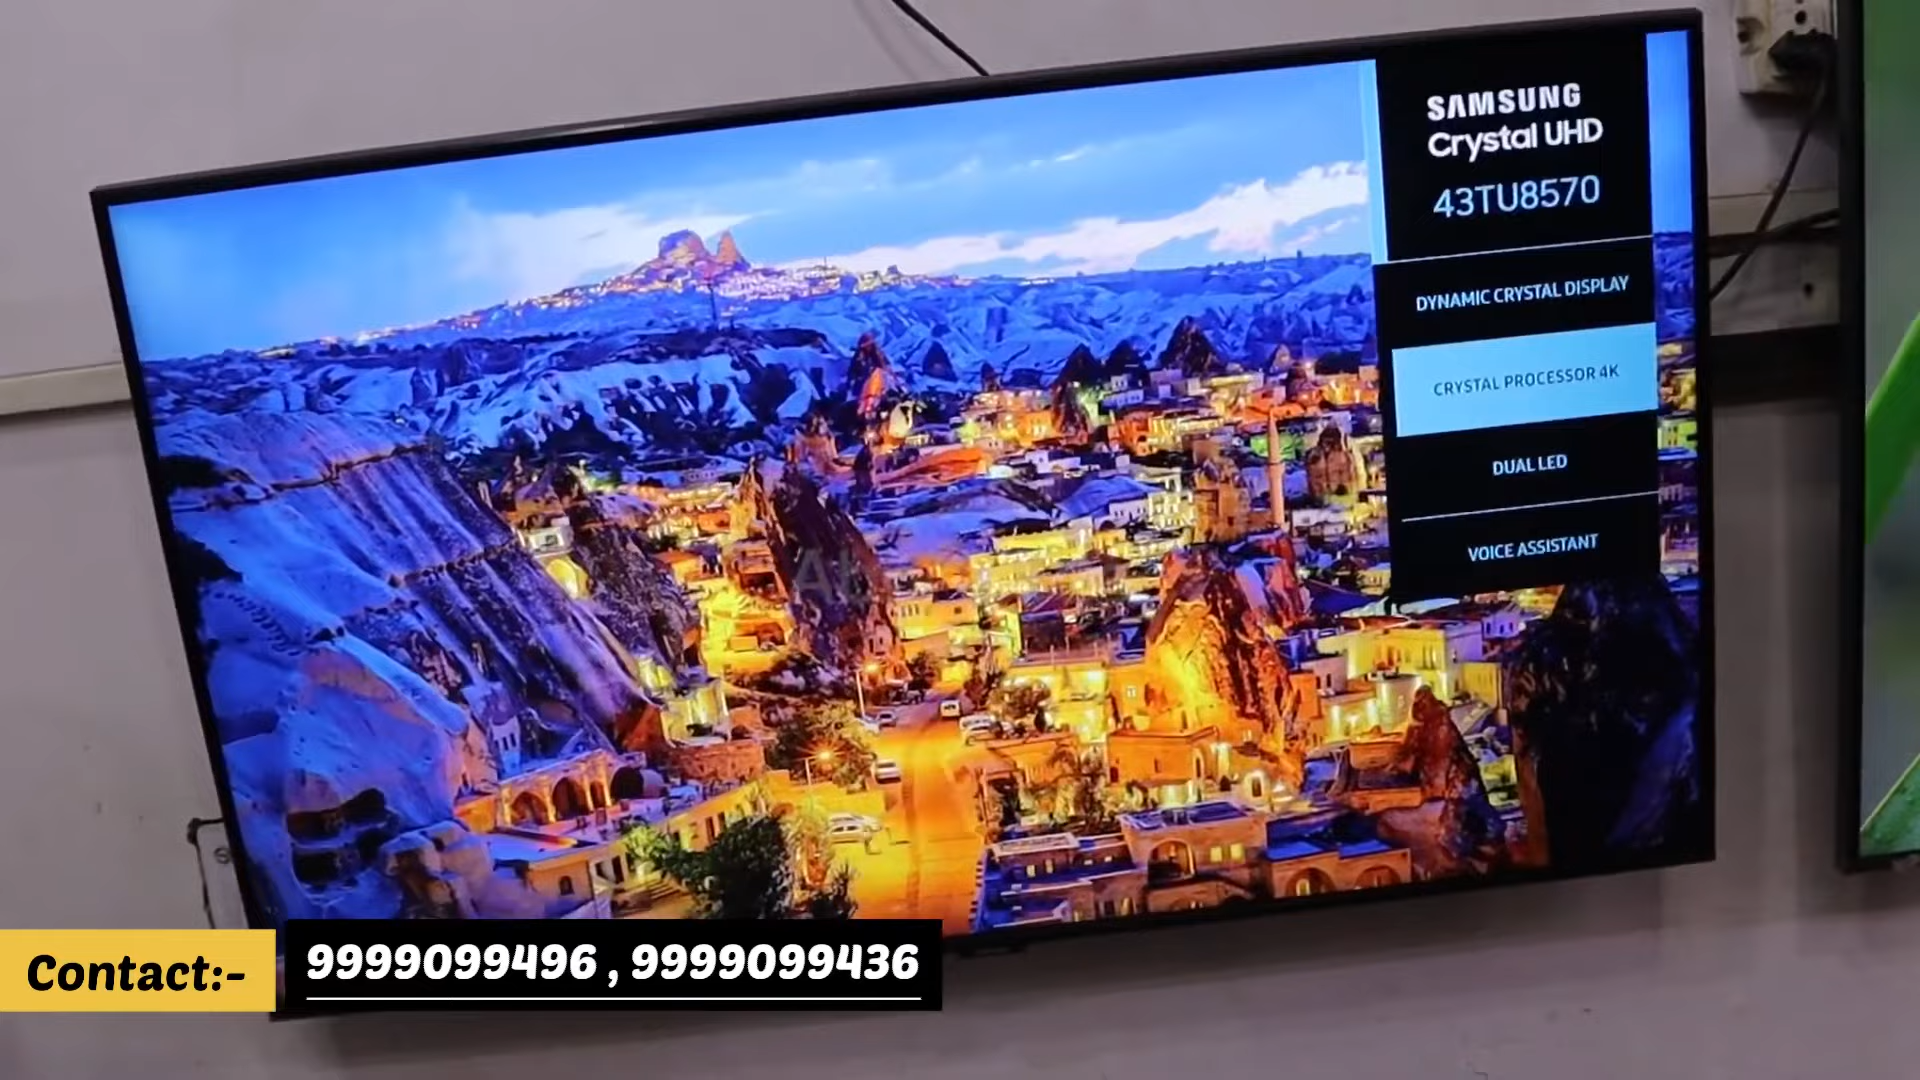 SAMSUNG
Crystal UHD
43TU8570
DYNAMIC CRYSTAL DISPLAY
CRYSTAL PROCESSOR 4K
DUAL LED
VOICE ASSISTANT
Contact:- 9999099496 , 9999099436